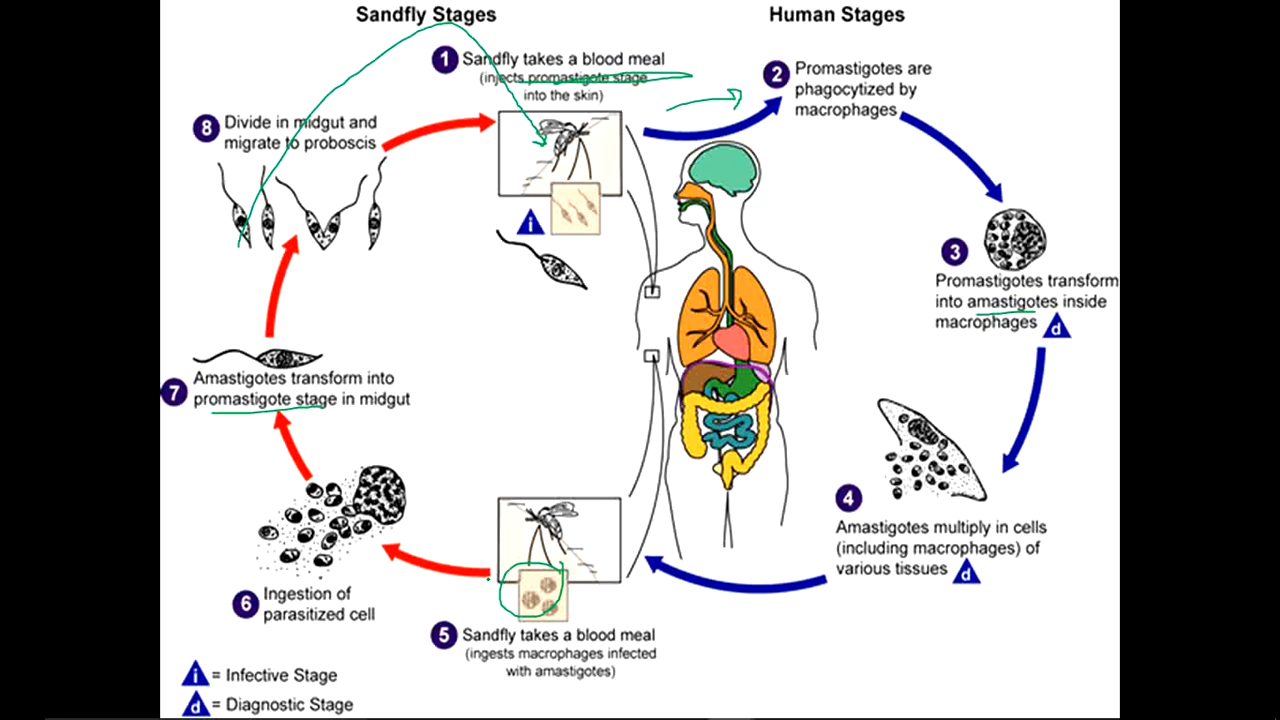 Sandfly Stages
Human Stages
1 Sandfly takes a blood meal
(injects promastigote stage
into the skin)
2 Promastigotes are
phagocytized by
macrophages
8 Divide in midgut and
migrate to proboscis
i
3
Promastigotes transform
into amastigotes inside
macrophages d
7 Amastigotes transform into
promastigote stage in midgut
4
Amastigotes multiply in cells
(including macrophages) of
various tissues d
6 Ingestion of
parasitized cell
5 Sandfly takes a blood meal
(ingests macrophages infected
with amastigotes)
i = Infective Stage
d = Diagnostic Stage